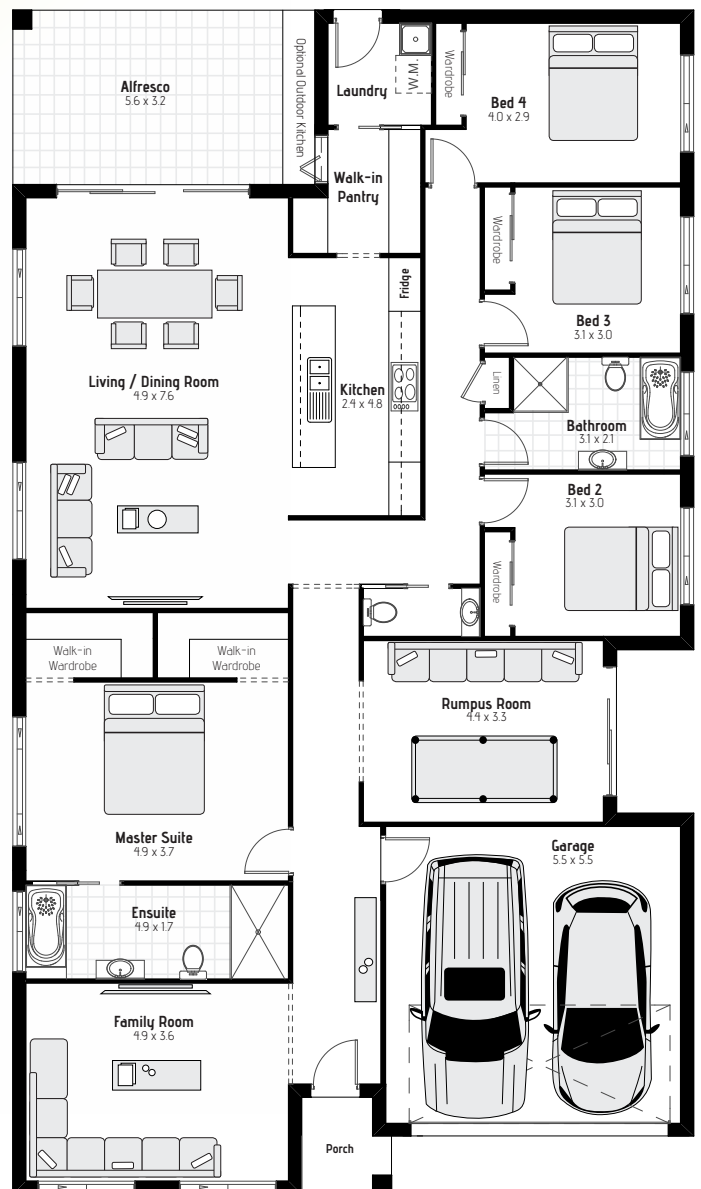 Alfresco
5.6 x 3.2
Optional Outdoor Kitchen
Laundry
W.M.
Wardrobe
Bed 4
4.0 x 2.9
Walk-in
Pantry
Wardrobe
Bed 3
3.1 x 3.0
Fridge
Living / Dining Room
4.9 x 7.6
Kitchen
2.4 x 4.8
Linen
Bathroom
3.1 x 2.1
Bed 2
3.1 x 3.0
Wardrobe
Walk-in
Wardrobe
Walk-in
Wardrobe
Rumpus Room
4.4 x 3.3
Master Suite
4.9 x 3.7
Garage
5.5 x 5.5
Ensuite
4.9 x 1.7
Family Room
4.9 x 3.6
Porch